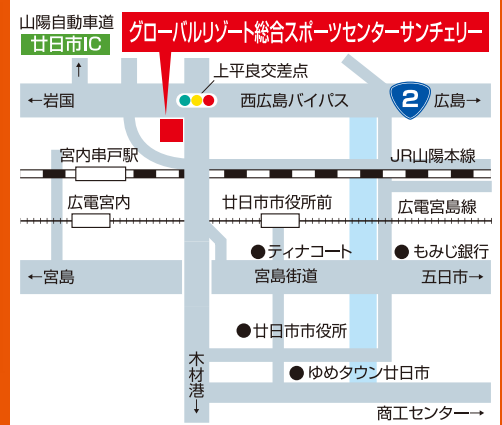 山陽自動車道
廿日市IC
グローバルリゾート総合スポーツセンターサンチェリー
↑
上平良交差点
←岩国
西広島バイパス
2
広島→
宮内串戸駅
JR山陽本線
広電宮内
廿日市市役所前
広電宮島線
ティナコート
もみじ銀行
←宮島
宮島街道
五日市→
廿日市市役所
木材港↓
ゆめタウン廿日市
商工センター→